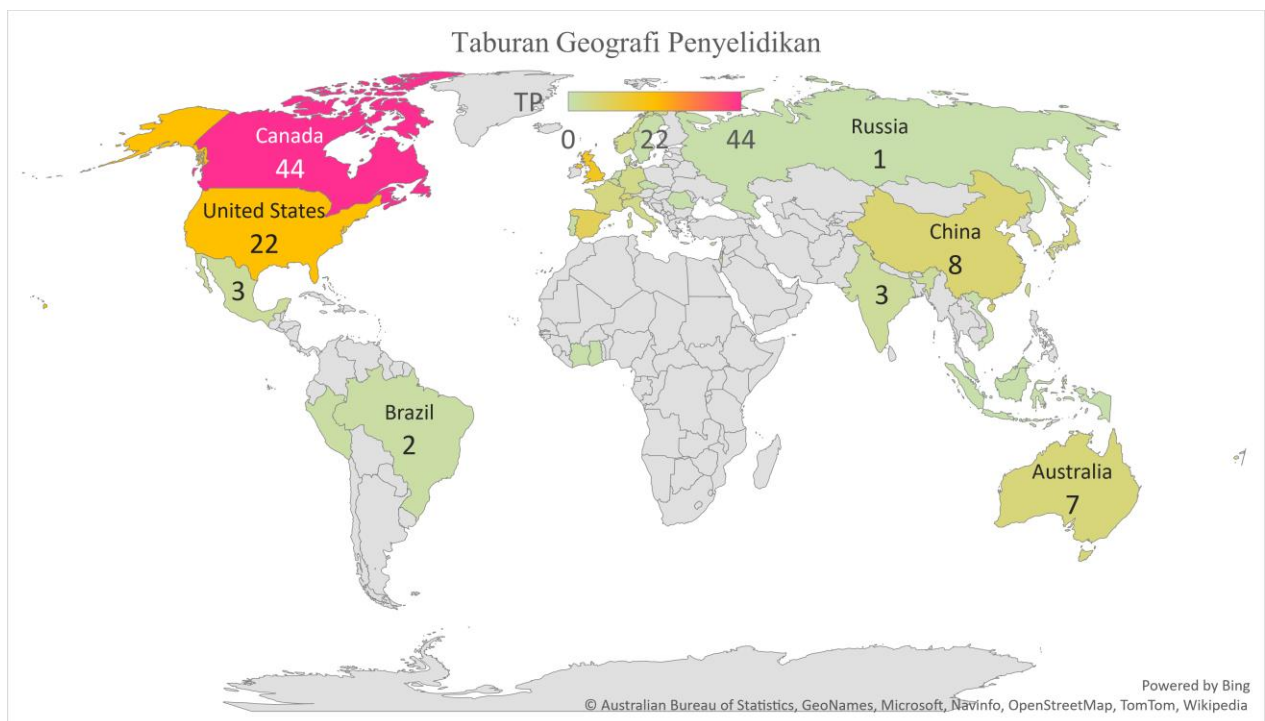 Taburan Geografi Penyelidikan
TP
0 22 44
Canada
44
Russia
1
United States
22
China
8
3
3
Brazil
2
Australia
7
Powered by Bing
© Australian Bureau of Statistics, GeoNames, Microsoft, Navinfo, OpenStreetMap, TomTom, Wikipedia